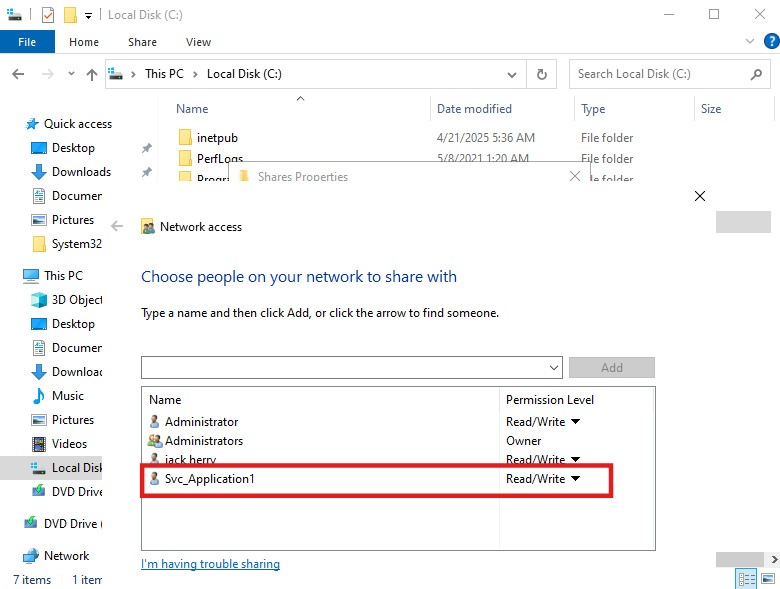 Local Disk (C:)
File Home Share View
This PC Local Disk (C:) Search Local Disk (C:)
Name Date modified Type Size
Quick access
Desktop
Downloads
Documen
Pictures
System32
This PC
3D Object
Desktop
Documen
Downloac
Music
Pictures
Videos
Local Disk
DVD Drive
DVD Drive (
Network
7 items 1 item
inetpub 4/21/2025 5:36 AM File folder
PerfLogs 5/8/2021 1:20 AM File folder
Progra File folder
Shares Properties
Network access
Choose people on your network to share with
Type a name and then click Add, or click the arrow to find someone.
Add
Name Permission Level
Administrator Read/Write
Administrators Owner
jack herry Read/Write
Svc_Application1 Read/Write
I'm having trouble sharing